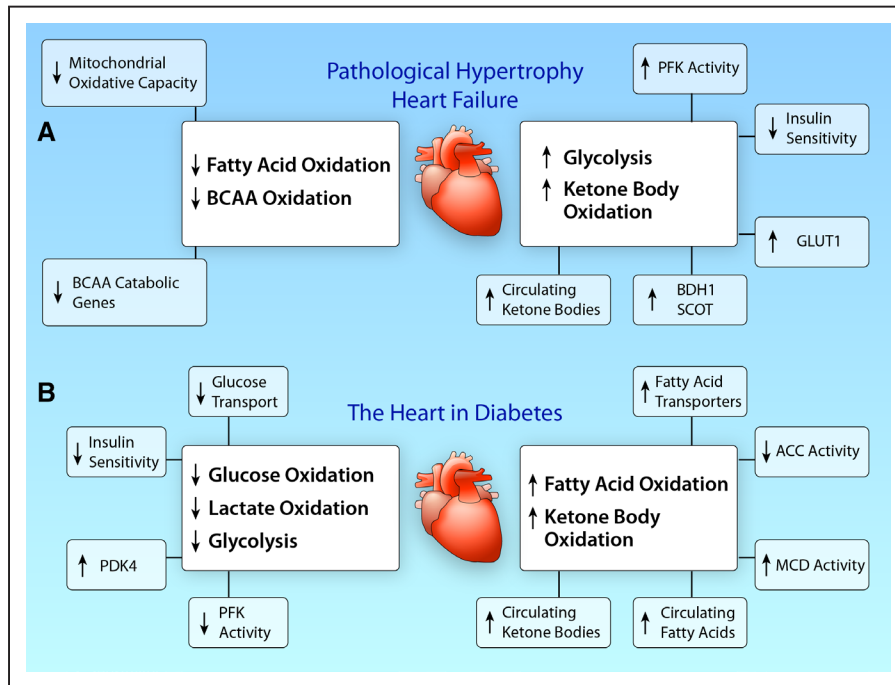 A
Pathological Hypertrophy
Heart Failure
↓ Mitochondrial
Oxidative Capacity
↓ Fatty Acid Oxidation
↓ BCAA Oxidation
↓ BCAA Catabolic
Genes
↑ Glycolysis
↑ Ketone Body
Oxidation
↑ PFK Activity
↓ Insulin
Sensitivity
↑ GLUT1
↑ Circulating
Ketone Bodies
↑ BDH1
SCOT
B
The Heart in Diabetes
↓ Glucose
Transport
↓ Insulin
Sensitivity
↓ Glucose Oxidation
↓ Lactate Oxidation
↓ Glycolysis
↑ PDK4
↓ PFK
Activity
↑ Fatty Acid
Transporters
↓ ACC Activity
↑ Fatty Acid Oxidation
↑ Ketone Body
Oxidation
↑ MCD Activity
↑ Circulating
Ketone Bodies
↑ Circulating
Fatty Acids